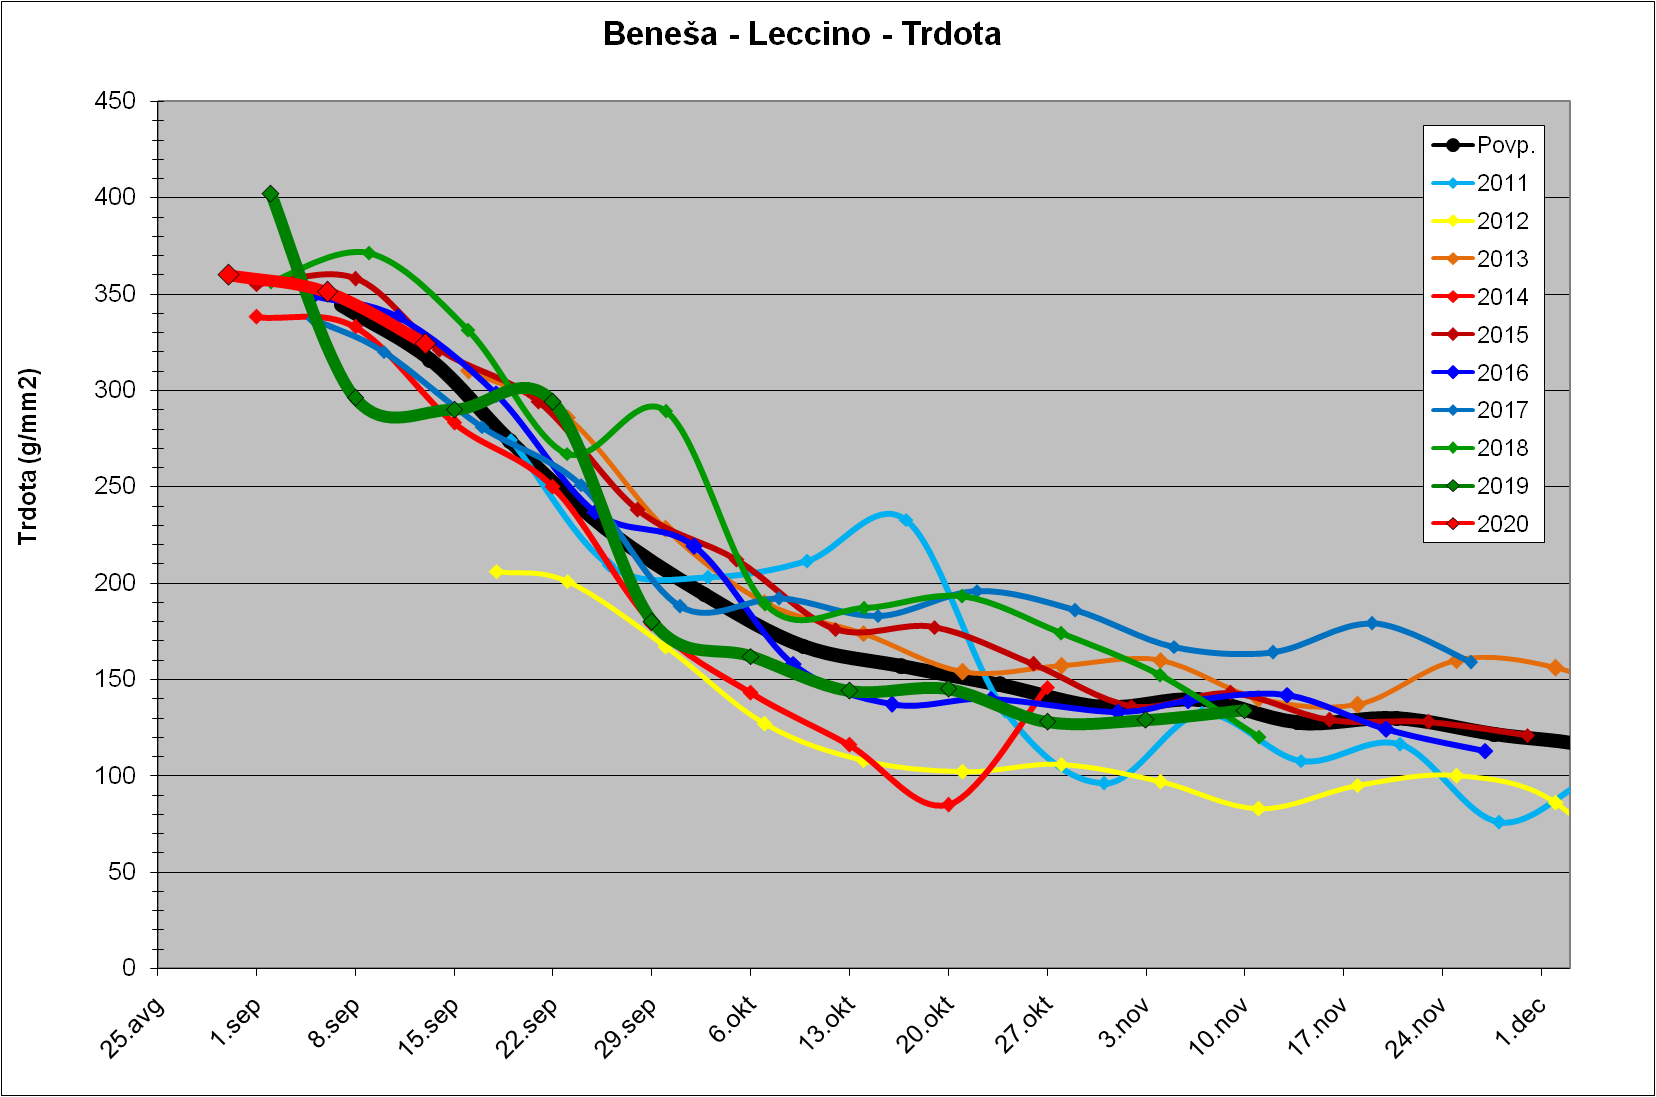 Beneša - Leccino - Trdota
Trdota (g/mm2)
450
400
350
300
250
200
150
100
50
0
25.avg
1.sep
8.sep
15.sep
22.sep
29.sep
6.okt
13.okt
20.okt
27.okt
3.nov
10.nov
17.nov
24.nov
1.dec
Povp.
2011
2012
2013
2014
2015
2016
2017
2018
2019
2020